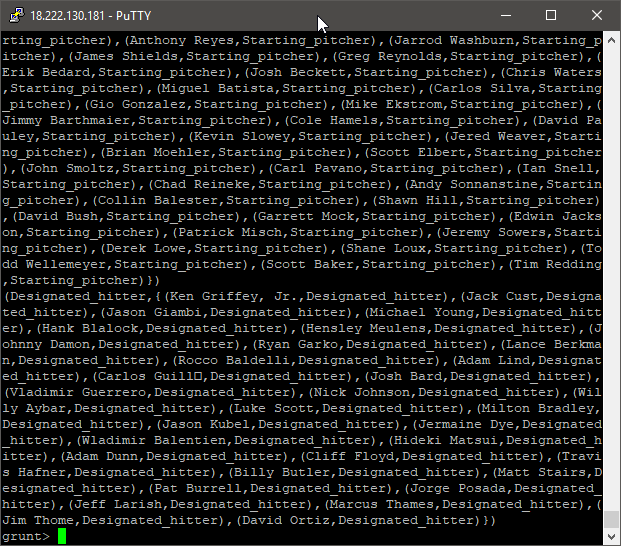 18.222.130.181 - PuTTY
rting_pitcher),(Anthony Reyes,Starting_pitcher),(Jarrod Washburn,Starting_p
itcher),(James Shields,Starting_pitcher),(Greg Reynolds,Starting_pitcher),(
Erik Bedard,Starting_pitcher),(Josh Beckett,Starting_pitcher),(Chris Waters
,Starting_pitcher),(Miguel Batista,Starting_pitcher),(Carlos Silva,Starting
_pitcher),(Gio Gonzalez,Starting_pitcher),(Mike Ekstrom,Starting_pitcher),(
Jimmy Barthmaier,Starting_pitcher),(Cole Hamels,Starting_pitcher),(David Pa
uley,Starting_pitcher),(Kevin Slowey,Starting_pitcher),(Jered Weaver,Starti
ng_pitcher),(Brian Moehler,Starting_pitcher),(Scott Elbert,Starting_pitcher
),(John Smoltz,Starting_pitcher),(Carl Pavano,Starting_pitcher),(Ian Snell,
Starting_pitcher),(Chad Reineke,Starting_pitcher),(Andy Sonnanstine,Startin
g_pitcher),(Collin Balester,Starting_pitcher),(Shawn Hill,Starting_pitcher)
,(David Bush,Starting_pitcher),(Garrett Mock,Starting_pitcher),(Edwin Jacks
on,Starting_pitcher),(Patrick Misch,Starting_pitcher),(Jeremy Sowers,Starti
ng_pitcher),(Derek Lowe,Starting_pitcher),(Shane Loux,Starting_pitcher),(To
dd Wellemeyer,Starting_pitcher),(Scott Baker,Starting_pitcher),(Tim Redding
,Starting_pitcher)})
(Designated_hitter,{(Ken Griffey, Jr.,Designated_hitter),(Jack Cust,Designa
ted_hitter),(Jason Giambi,Designated_hitter),(Michael Young,Designated_hitt
er),(Hank Blalock,Designated_hitter),(Hensley Meulens,Designated_hitter),(J
ohnny Damon,Designated_hitter),(Ryan Garko,Designated_hitter),(Lance Berkma
n,Designated_hitter),(Rocco Baldelli,Designated_hitter),(Adam Lind,Designat
ed_hitter),(Carlos Guill▯,Designated_hitter),(Josh Bard,Designated_hitter),
(Vladimir Guerrero,Designated_hitter),(Nick Johnson,Designated_hitter),(Wil
ly Aybar,Designated_hitter),(Luke Scott,Designated_hitter),(Milton Bradley,
Designated_hitter),(Jason Kubel,Designated_hitter),(Jermaine Dye,Designated
_hitter),(Wladimir Balentien,Designated_hitter),(Hideki Matsui,Designated_h
itter),(Adam Dunn,Designated_hitter),(Cliff Floyd,Designated_hitter),(Travi
s Hafner,Designated_hitter),(Billy Butler,Designated_hitter),(Matt Stairs,D
esignated_hitter),(Pat Burrell,Designated_hitter),(Jorge Posada,Designated_
hitter),(Jeff Larish,Designated_hitter),(Marcus Thames,Designated_hitter),(
Jim Thome,Designated_hitter),(David Ortiz,Designated_hitter)})
grunt>